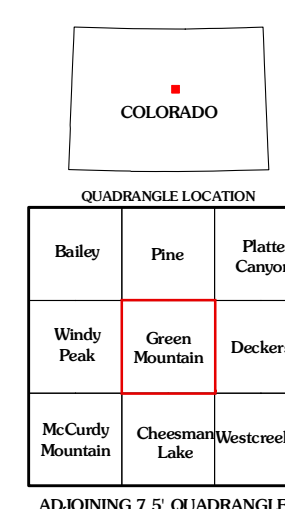 COLORADO
QUADRANGLE LOCATION
Bailey Pine Platte
Canyon
Windy
Peak
Green
Mountain
Deckers
McCurdy
Mountain
Cheesman
Lake
Westcreek
ADJOINING 7.5' QUADRANGLES